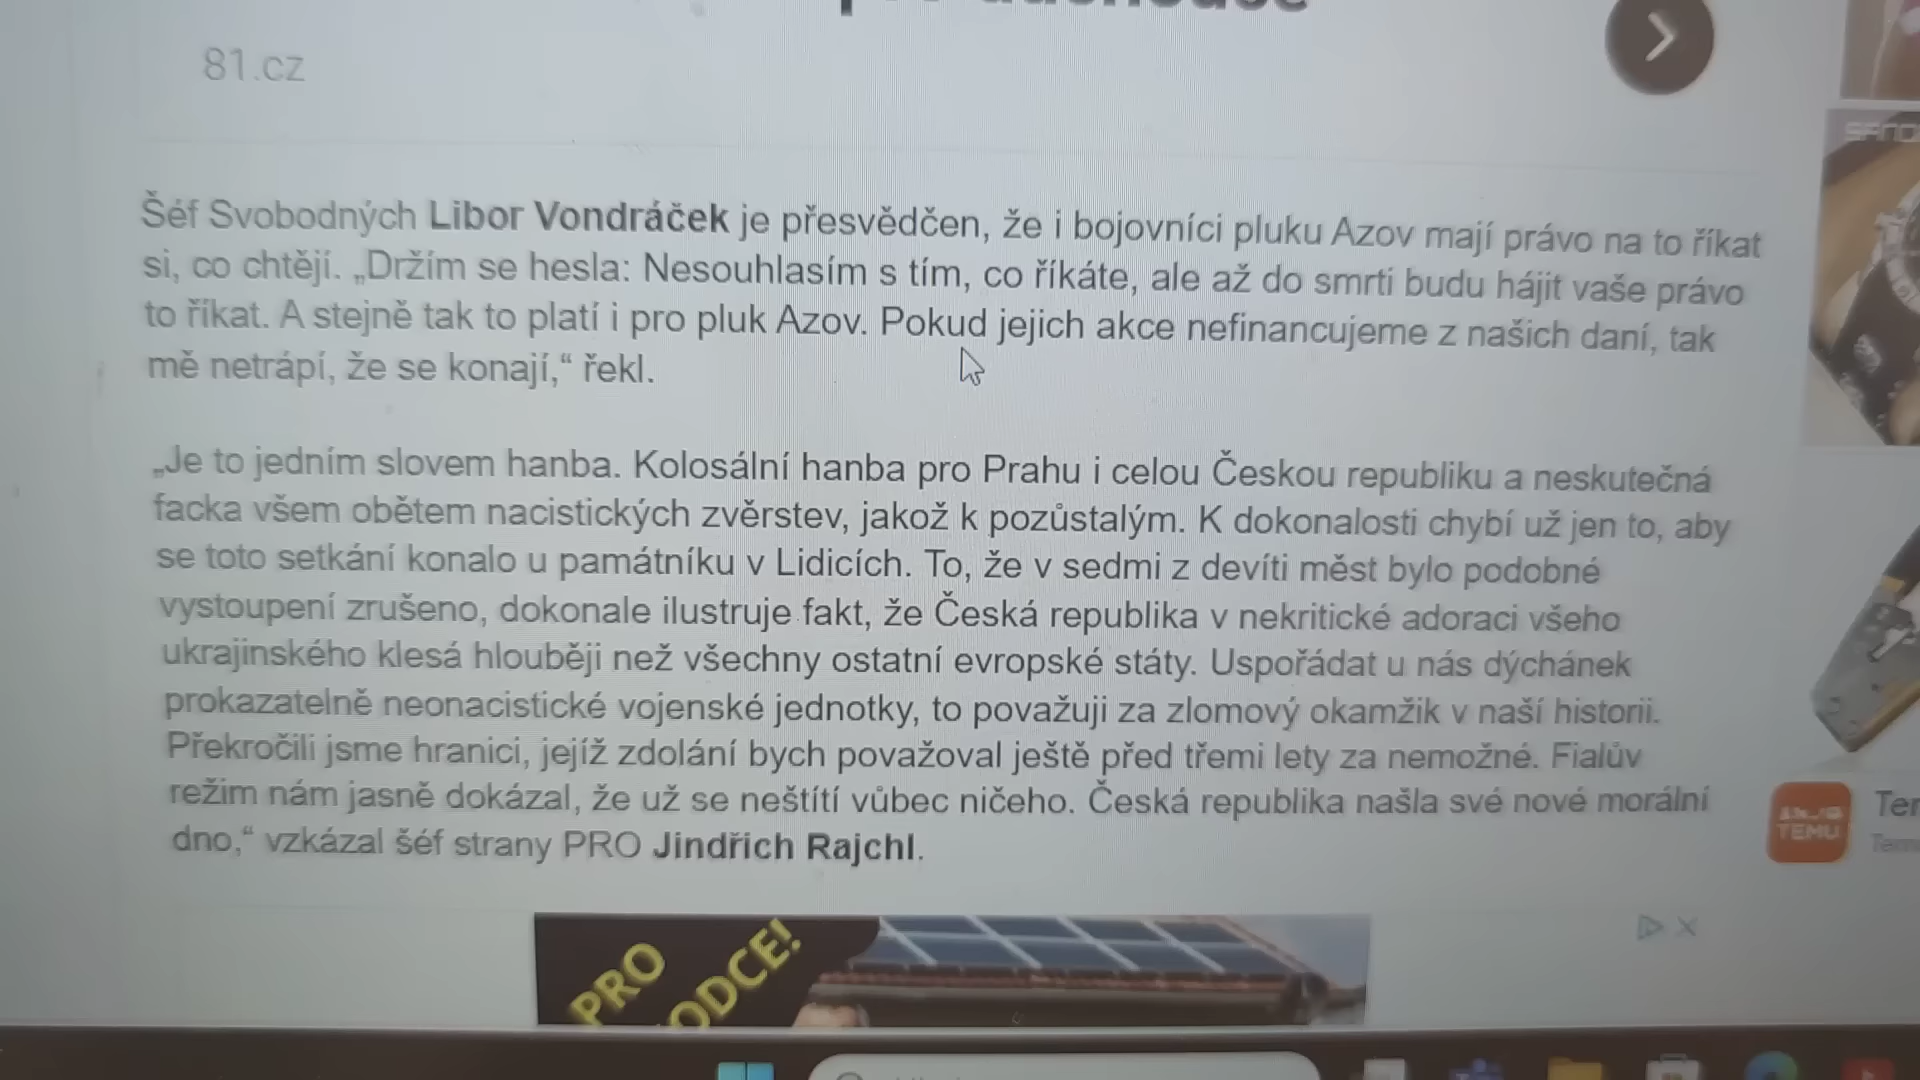 81.cz
Šéf Svobodných Libor Vondráček je přesvědčen, že i bojovníci pluku Azov mají právo na to říkat
si, co chtějí. „Držím se hesla: Nesouhlasím s tím, co říkáte, ale až do smrti budu hájit vaše právo
to říkat. A stejně tak to platí i pro pluk Azov. Pokud jejich akce nefinancujeme z našich daní, tak
mě netrápí, že se konají,“ řekl.
„Je to jedním slovem hanba. Kolosální hanba pro Prahu i celou Českou republiku a neskutečná
facka všem obětem nacistických zvěrstev, jakož k pozůstalým. K dokonalosti chybí už jen to, aby
se toto setkání konalo u památníku v Lidicích. To, že v sedmi z devíti měst bylo podobné
vystoupení zrušeno, dokonale ilustruje fakt, že Česká republika v nekritické adoraci všeho
ukrajinského klesá hlouběji než všechny ostatní evropské státy. Uspořádat u nás dýchánek
prokazatelně neonacistické vojenské jednotky, to považuji za zlomový okamžik v naší historii.
Překročili jsme hranici, jejíž zdolání bych považoval ještě před třemi lety za nemožné. Fialův
režim nám jasně dokázal, že už se neštítí vůbec ničeho. Česká republika našla své nové morální
dno,“ vzkázal šéf strany PRO Jindřich Rajchl.
TEMU
PRO